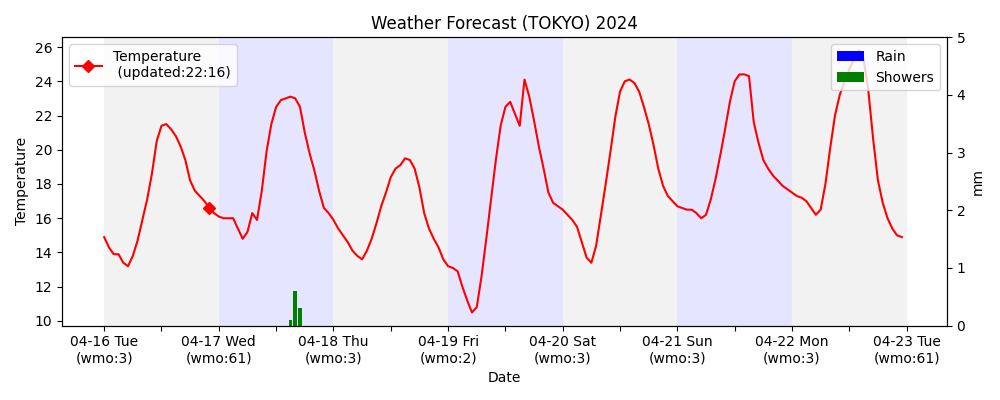 Weather Forecast (TOKYO) 2024
Temperature
(updated:22:16)
Rain
Showers
Temperature
26
24
22
20
18
16
14
12
10
5
4
3
2
1
0
mm
04-16 Tue
(wmo:3)
04-17 Wed
(wmo:61)
04-18 Thu
(wmo:3)
04-19 Fri
(wmo:2)
04-20 Sat
(wmo:3)
04-21 Sun
(wmo:3)
04-22 Mon
(wmo:3)
04-23 Tue
(wmo:61)
Date